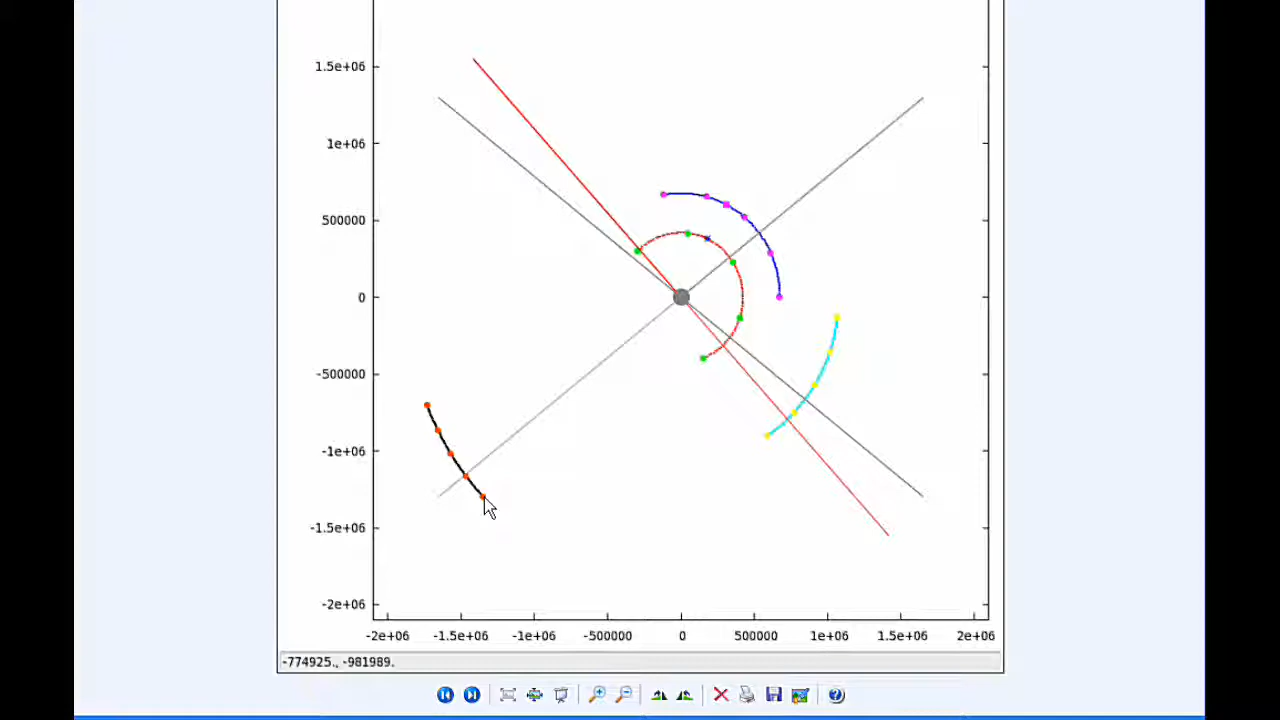 1.5e+06
1e+06
500000
0
-500000
-1e+06
-1.5e+06
-2e+06
-2e+06 -1.5e+06 -1e+06 -500000 0 500000 1e+06 1.5e+06 2e+06
-774925., -981989.